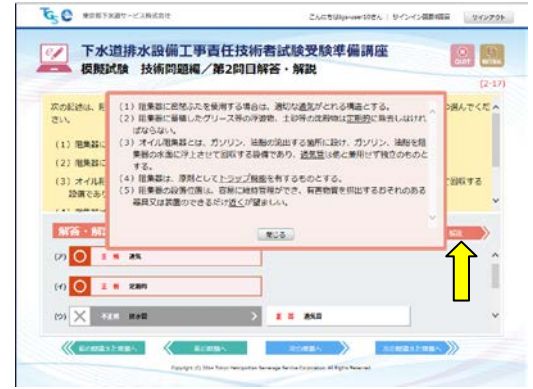 TGS
東京都下水道サービス株式会社
こんにちは
サインアウト
下水道排水設備工事責任技術者試験受験準備講座
模擬試験 技術問題編/第2問目解答・解説
QUIT
(2-17)
次の記述は、
選んでくだ
さい。
(1) 阻集器に
(2) 阻集器に
(3) オイル阻
設備であり
て回収する
(1)阻集器に密閉ふたを使用する場合は、適切な通気がとれる構造とする。
(2)阻集器に蓄積したグリース等の浮遊物、土砂等の沈殿物は定期的に除去しなけれ
ばならない。
(3)オイル阻集器とは、ガソリン、油脂の流出する箇所に設け、ガソリン、油脂を阻
集器の水面に浮上させて回収する設備であり、通気管は他と兼用せず独立のものと
する。
(4)阻集器は、原則としてトラップ機能を有するものとする。
(5)阻集器の設置位置は、容易に維持管理ができ、有害物質を排出するおそれのある
器具又は装置のできるだけ近くが望ましい。
閉じる
解答・解
解説
(ア) 正解 通気
(イ) 正解 定期的
(ウ) 不正解 排水管
正解 通気管
前の問題へ
次の問題へ